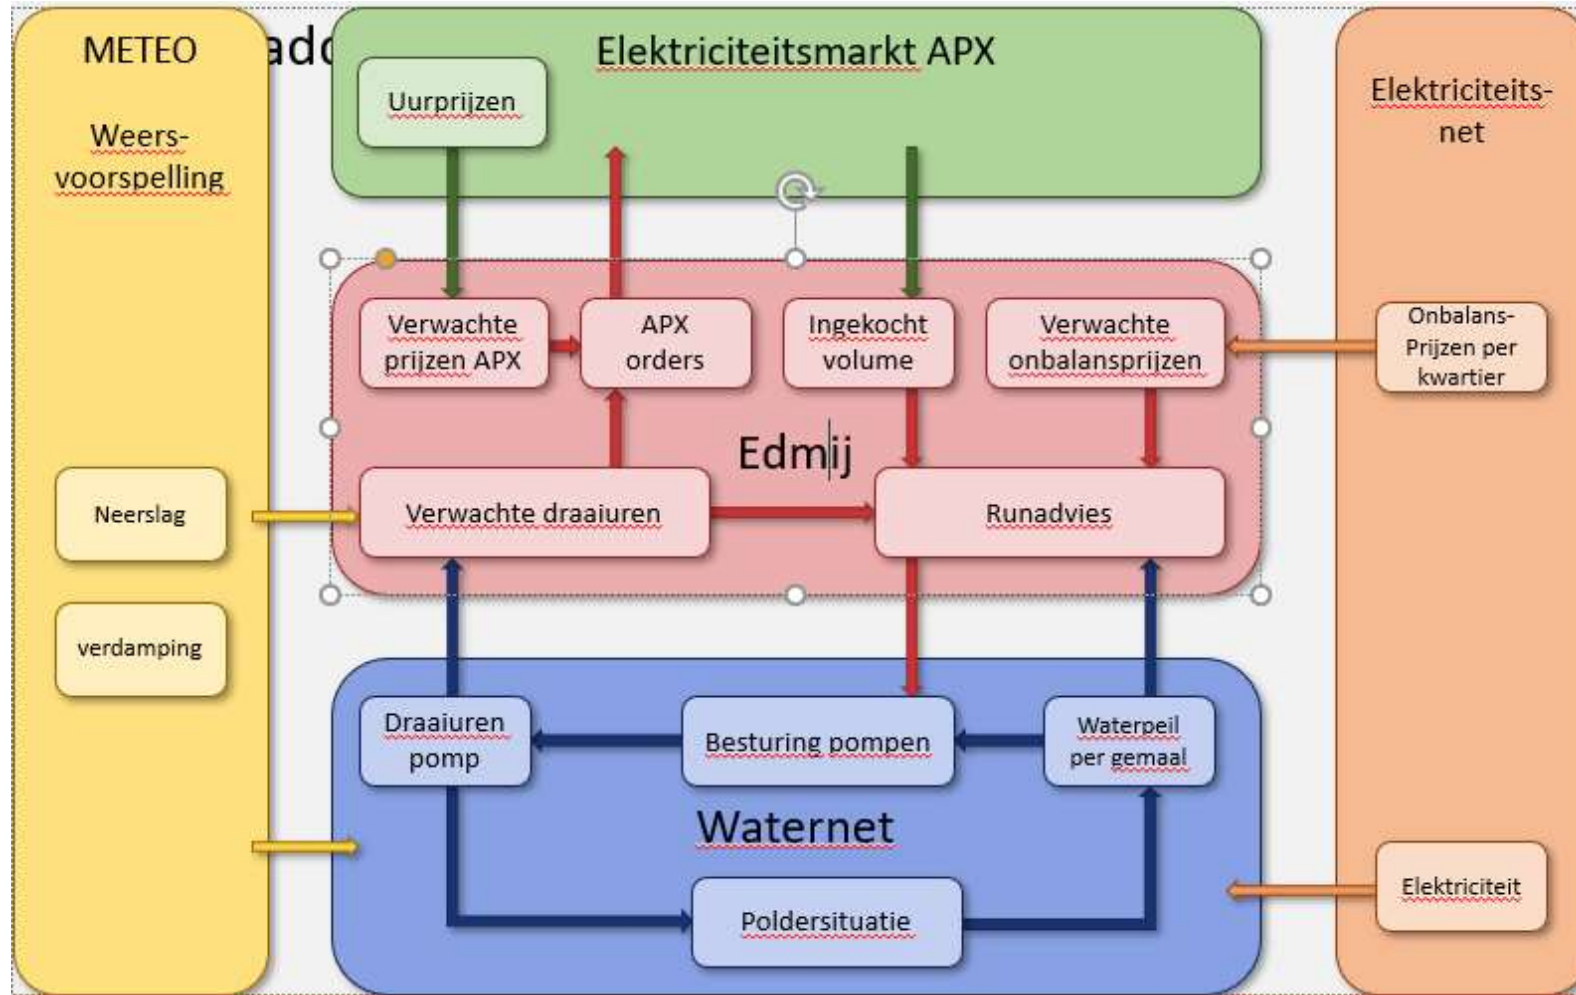 METEO
Weers-
voorspelling
Neerslag
verdamping
add
Elektriciteitsmarkt APX
Uurprijzen
Verwachte
prijzen APX
APX
orders
Ingekocht
volume
Verwachte
onbalansprijzen
Edmij
Verwachte draaiuren
Runadvies
Draaiuren
pomp
Besturing pompen
Waterpeil
per gemaal
Waternet
Poldersituatie
Elektriciteits-
net
Onbalans-
Prijzen per
kwartier
Elektriciteit